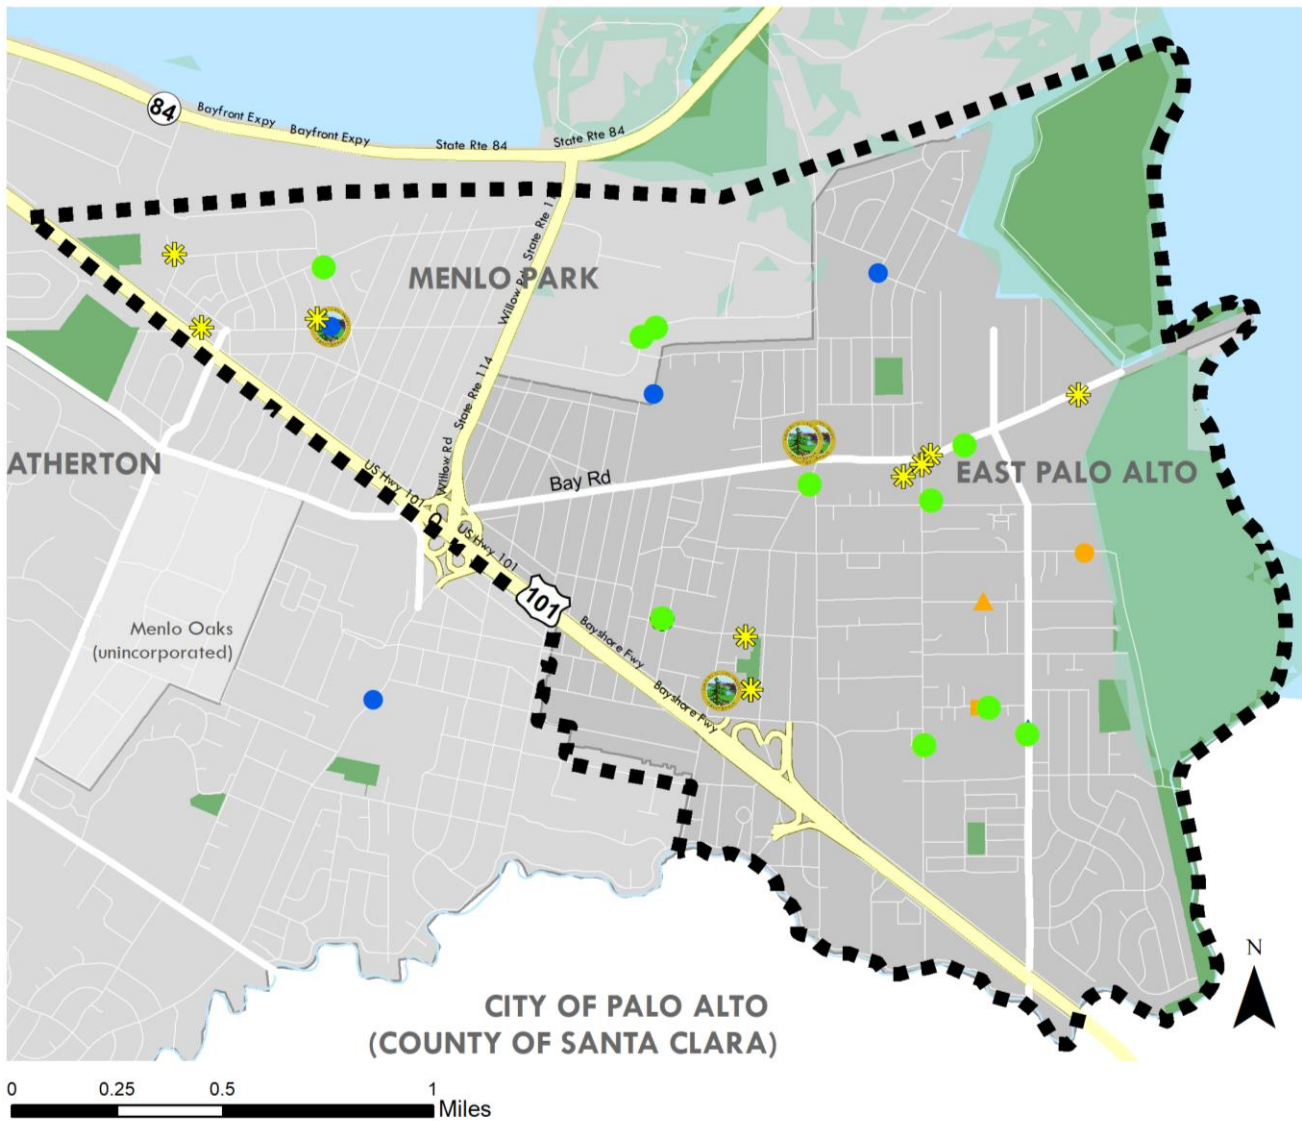 84
Bayfront Expy
Bayfront Expy
State Rte 84
State Rte 84
State Rte 1
Willow Rd
MENLO PARK
State Rte 114
Willow Rd
ATHERTON
US Hwy 101
US Hwy 101
Bay Rd
EAST PALO ALTO
101
Bayshore Fwy
Bayshore Fwy
Menlo Oaks
(unincorporated)
CITY OF PALO ALTO
(COUNTY OF SANTA CLARA)
N
0 0.25 0.5 1
Miles